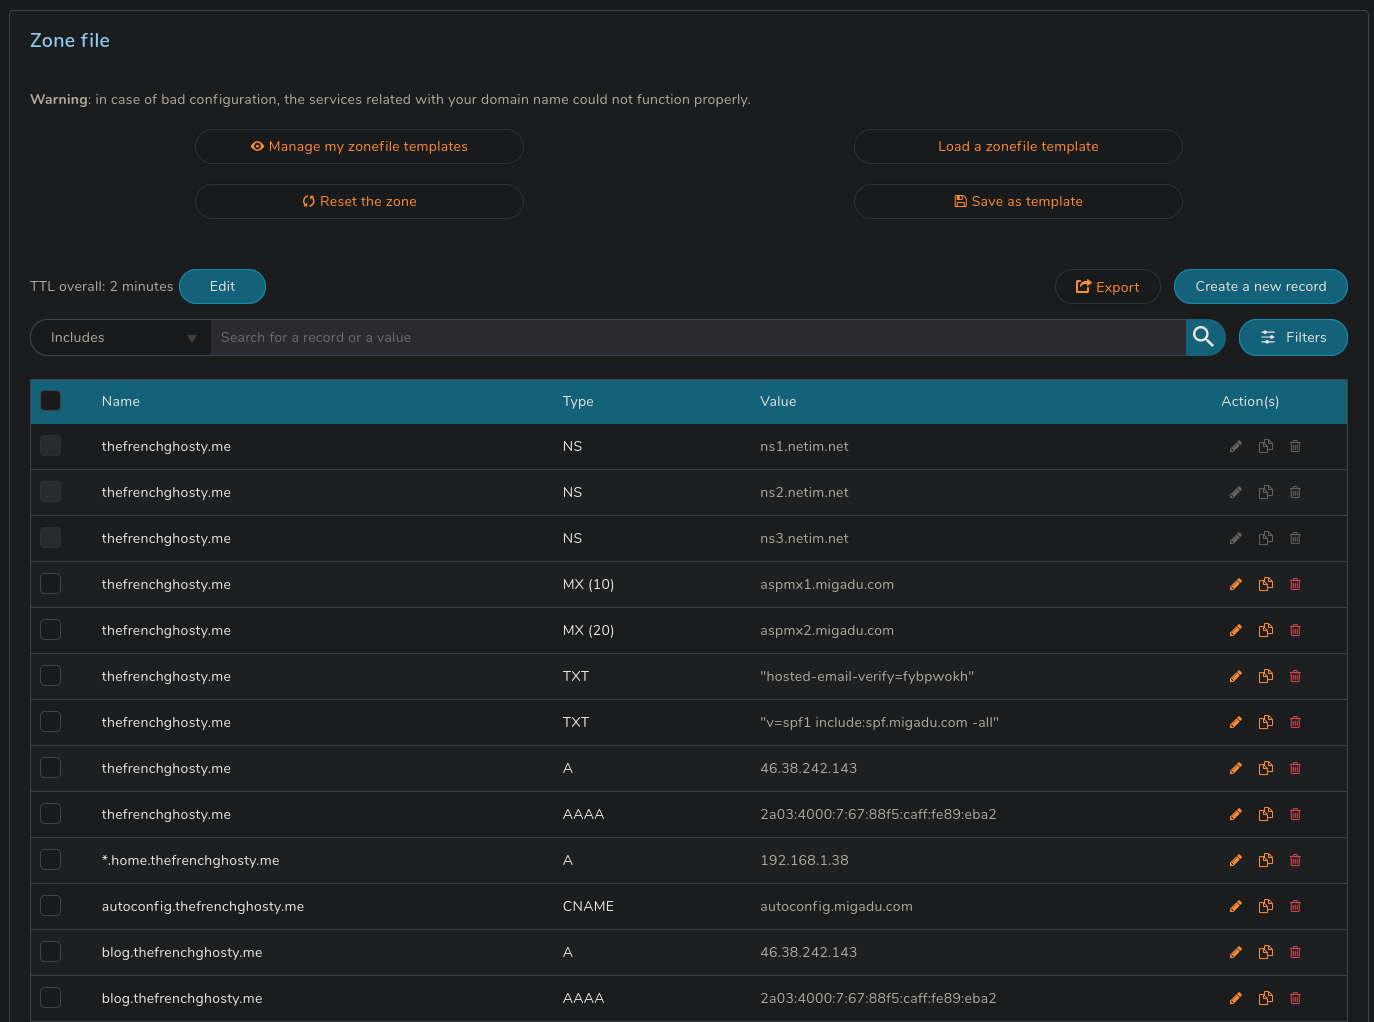 Zone file
Warning: in case of bad configuration, the services related with your domain name could not function properly.
Manage my zonefile templates
Load a zonefile template
Reset the zone
Save as template
TTL overall: 2 minutes Edit Export Create a new record
Includes Search for a record or a value Filters
Name Type Value Action(s)
thefrenchghosty.me NS ns1.netim.net
thefrenchghosty.me NS ns2.netim.net
thefrenchghosty.me NS ns3.netim.net
thefrenchghosty.me MX (10) aspmx1.migadu.com
thefrenchghosty.me MX (20) aspmx2.migadu.com
thefrenchghosty.me TXT "hosted-email-verify=fybpwokh"
thefrenchghosty.me TXT "v=spf1 include:spf.migadu.com -all"
thefrenchghosty.me A 46.38.242.143
thefrenchghosty.me AAAA 2a03:4000:7:67:88f5:caff:fe89:eba2
*.home.thefrenchghosty.me A 192.168.1.38
autoconfig.thefrenchghosty.me CNAME autoconfig.migadu.com
blog.thefrenchghosty.me A 46.38.242.143
blog.thefrenchghosty.me AAAA 2a03:4000:7:67:88f5:caff:fe89:eba2